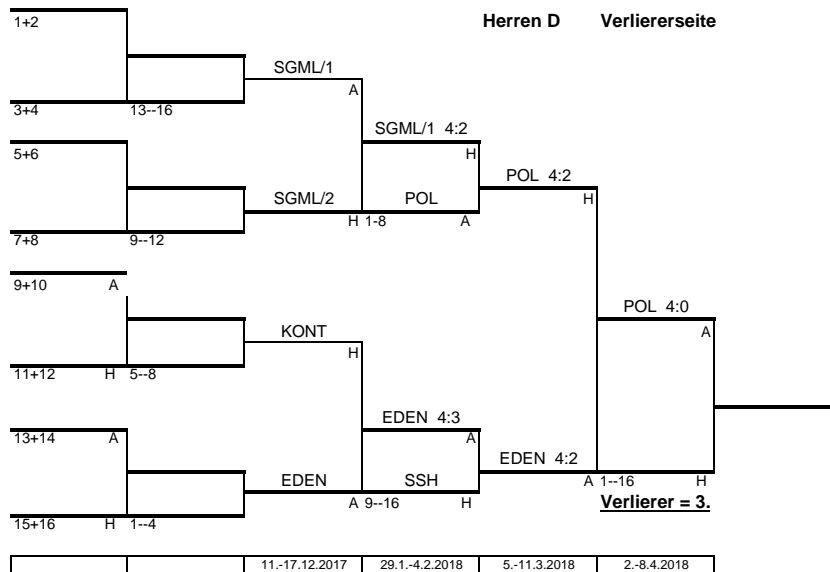 1+2
Herren D Verliererseite
SGML/1
A
3+4 13--16
SGML/1 4:2
5+6
H
POL 4:2
SGML/2 POL
H
H 1-8 A
7+8 9--12
9+10 A
POL 4:0
KONT
A
H
11+12 H 5--8
EDEN 4:3
13+14 A
A
EDEN 4:2
EDEN SSH
A 1--16 H
A 9--16 H
Verlierer = 3.
15+16 H 1--4
11.-17.12.2017 29.1.-4.2.2018 5.-11.3.2018 2.-8.4.2018